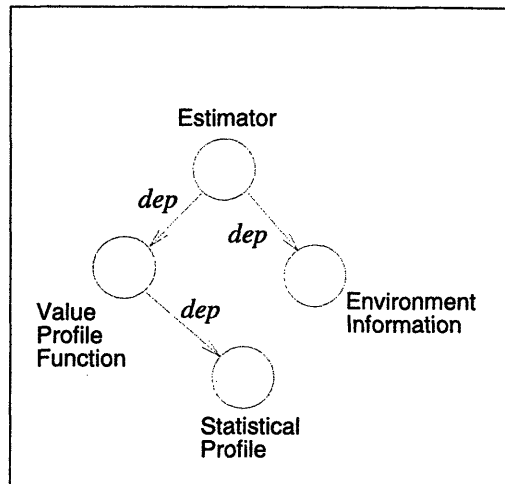 Estimator
dep
dep
Value
Profile
Function
dep
Environment
Information
Statistical
Profile